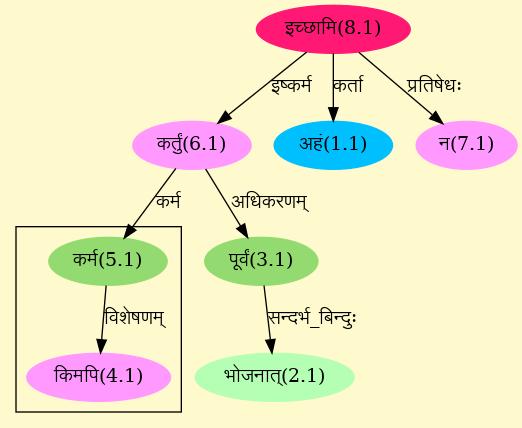 इच्छामि(8.1)
इष्कर्म कर्ता प्रतिषेधः
कर्तुं(6.1) अहं(1.1) न(7.1)
कर्म अधिकरणम्
कर्म(5.1) पूर्वं(3.1)
विशेषणम् सन्दर्भ_बिन्दुः
किमपि(4.1) भोजनात्(2.1)